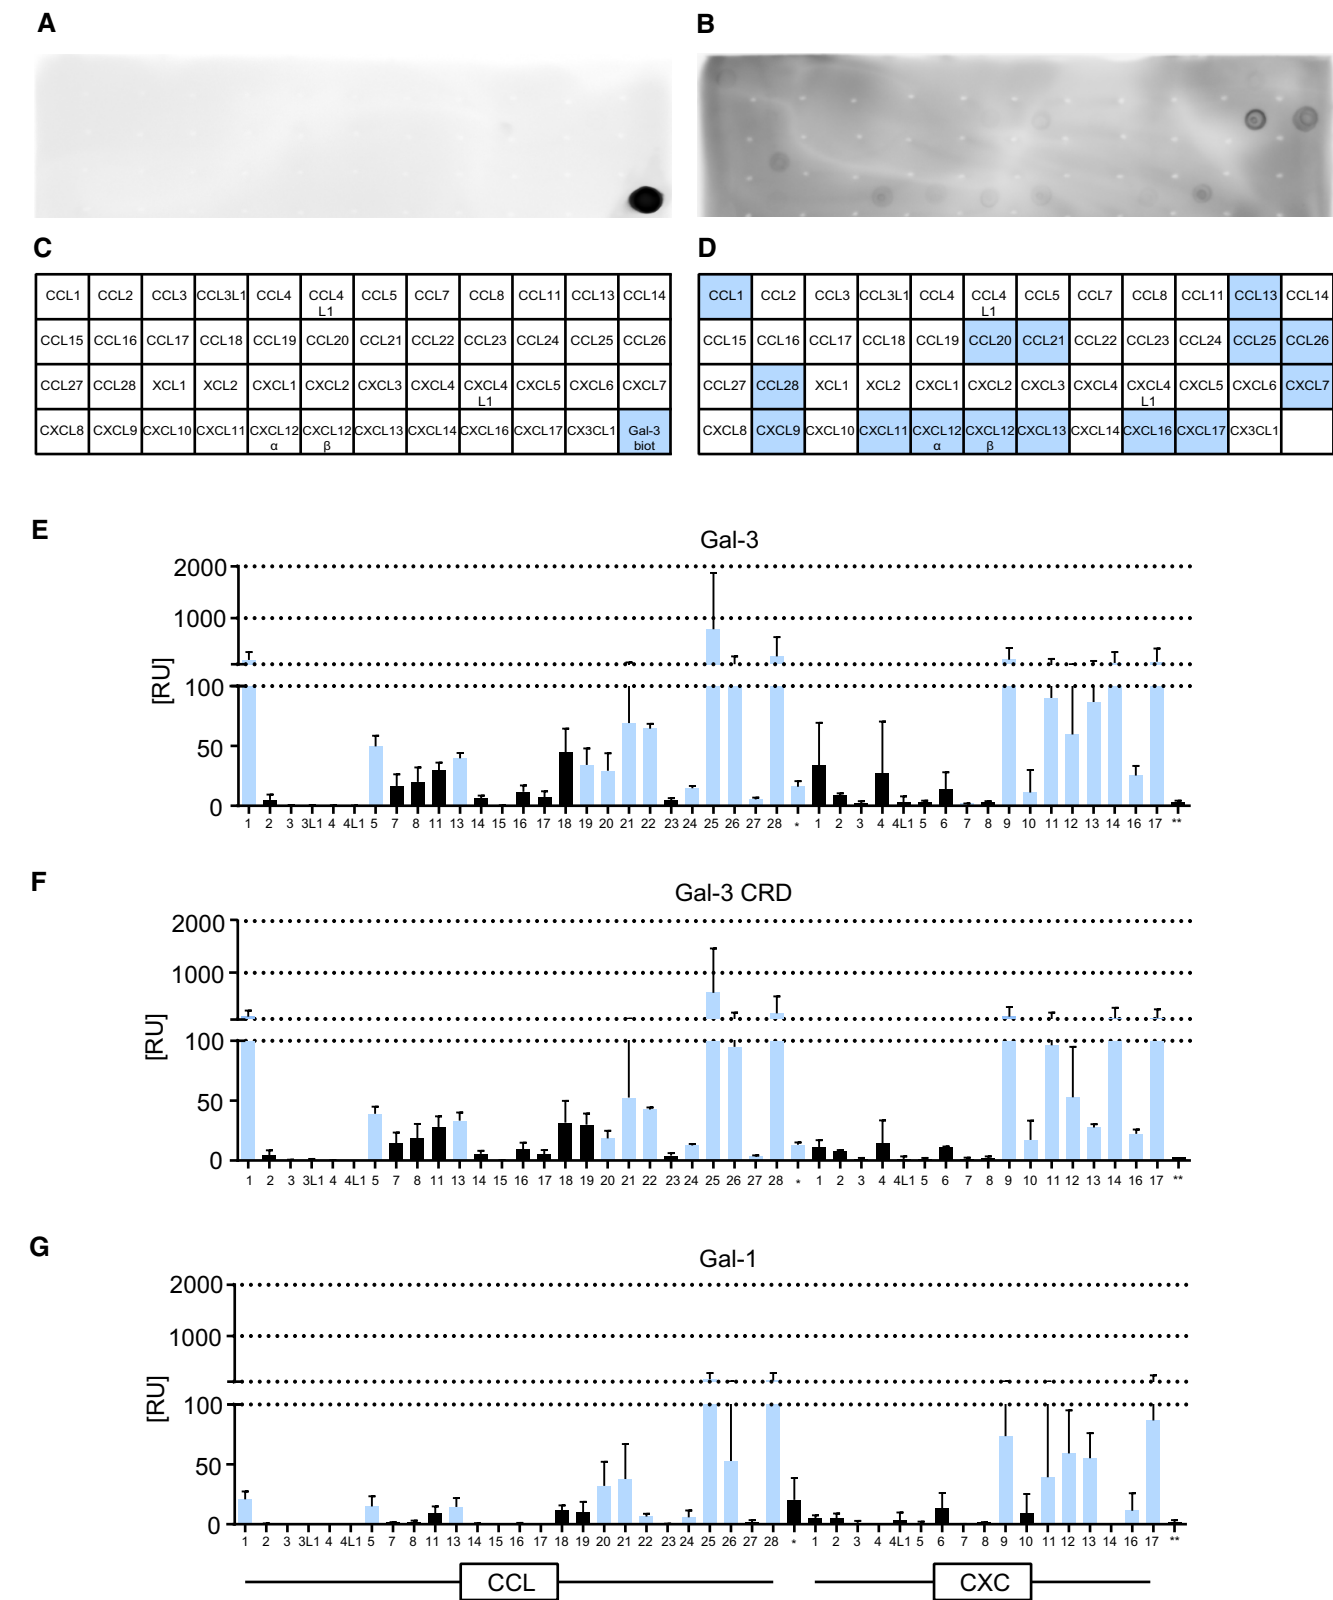 A
B
C
D
CCL1 CCL2 CCL3 CCL3L1 CCL4 CCL4 L1 CCL5 CCL7 CCL8 CCL11 CCL13 CCL14
CCL15 CCL16 CCL17 CCL18 CCL19 CCL20 CCL21 CCL22 CCL23 CCL24 CCL25 CCL26
CCL27 CCL28 XCL1 XCL2 CXCL1 CXCL2 CXCL3 CXCL4 CXCL4 L1 CXCL5 CXCL6 CXCL7
CXCL8 CXCL9 CXCL10 CXCL11 CXCL12 α CXCL12 β CXCL13 CXCL14 CXCL16 CXCL17 CX3CL1 Gal-3 biot
CCL1 CCL2 CCL3 CCL3L1 CCL4 CCL4 L1 CCL5 CCL7 CCL8 CCL11 CCL13 CCL14
CCL15 CCL16 CCL17 CCL18 CCL19 CCL20 CCL21 CCL22 CCL23 CCL24 CCL25 CCL26
CCL27 CCL28 XCL1 XCL2 CXCL1 CXCL2 CXCL3 CXCL4 CXCL4 L1 CXCL5 CXCL6 CXCL7
CXCL8 CXCL9 CXCL10 CXCL11 CXCL12 α CXCL12 β CXCL13 CXCL14 CXCL16 CXCL17 CX3CL1
E
Gal-3
2000
1000
[RU]
100
50
0
1 2 3 3L1 4 4L1 5 7 8 11 13 14 15 16 17 18 19 20 21 22 23 24 25 26 27 28 * 1 2 3 4 4L1 5 6 7 8 9 10 11 12 13 14 16 17 **
F
Gal-3 CRD
2000
1000
[RU]
100
50
0
1 2 3 3L1 4 4L1 5 7 8 11 13 14 15 16 17 18 19 20 21 22 23 24 25 26 27 28 * 1 2 3 4 4L1 5 6 7 8 9 10 11 12 13 14 16 17 **
G
Gal-1
2000
1000
[RU]
100
50
0
1 2 3 3L1 4 4L1 5 7 8 11 13 14 15 16 17 18 19 20 21 22 23 24 25 26 27 28 * 1 2 3 4 4L1 5 6 7 8 9 10 11 12 13 14 16 17 **
CCL
CXC